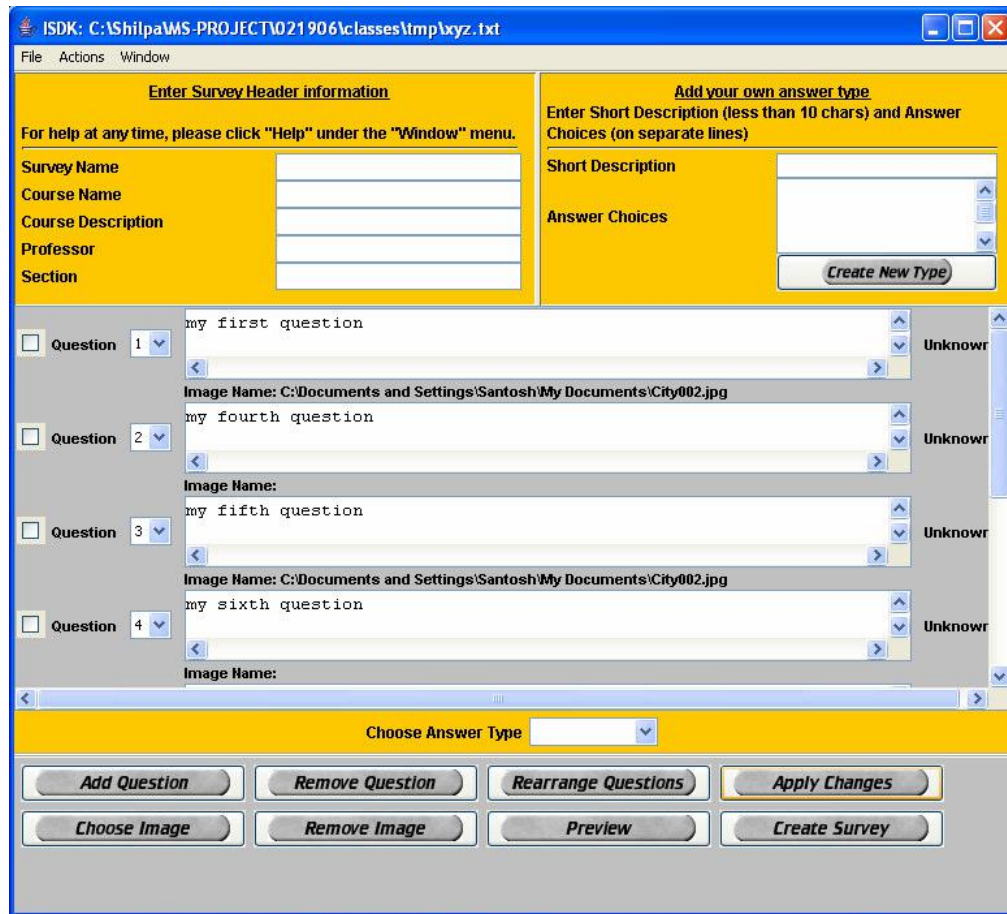 ISDK: C:\Shilpa\MS-PROJECT\021906\classes\tmp\xyz.txt
File Actions Window
Enter Survey Header information
For help at any time, please click "Help" under the "Window" menu.
Survey Name
Course Name
Course Description
Professor
Section
Add your own answer type
Enter Short Description (less than 10 chars) and Answer
Choices (on separate lines)
Short Description
Answer Choices
Create New Type
Question 1 my first question Unknowr
Image Name: C:\Documents and Settings\Santosh\My Documents\City002.jpg
Question 2 my fourth question Unknowr
Image Name:
Question 3 my fifth question Unknowr
Image Name: C:\Documents and Settings\Santosh\My Documents\City002.jpg
Question 4 my sixth question Unknowr
Image Name:
Choose Answer Type
Add Question Remove Question Rearrange Questions Apply Changes
Choose Image Remove Image Preview Create Survey